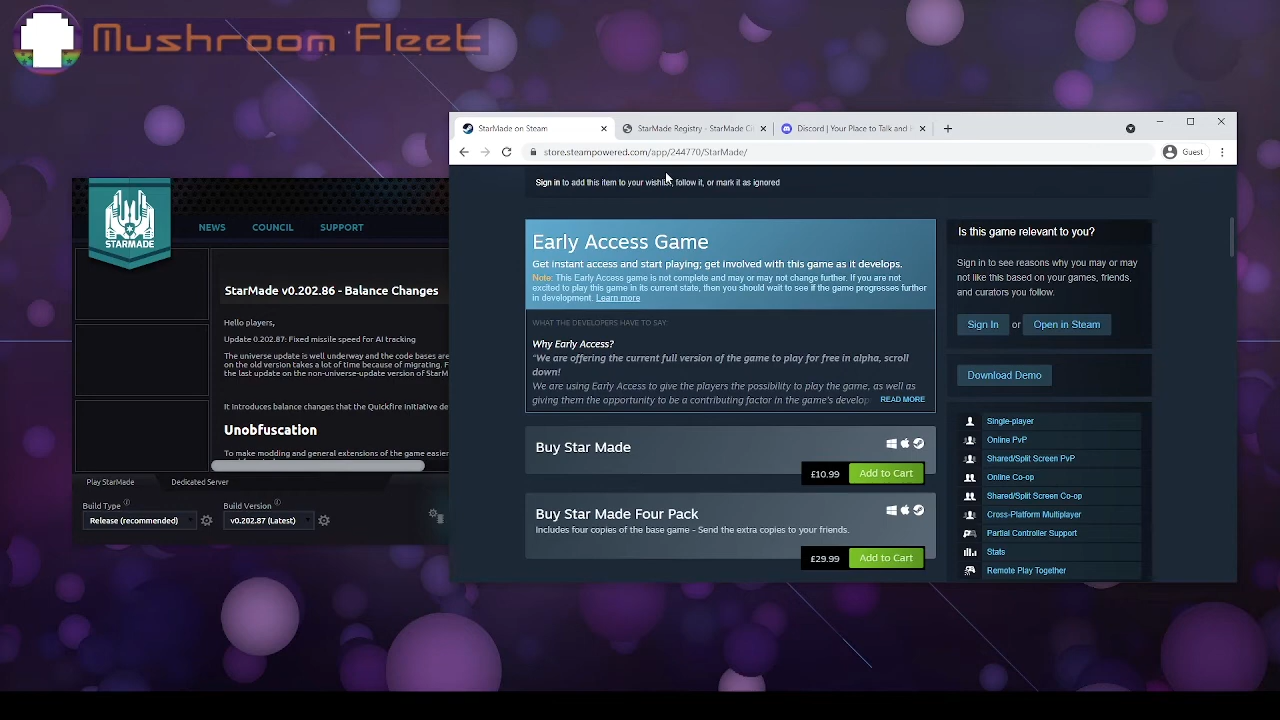 Mushroom Fleet
StarMade on Steam
StarMade Registry - StarMade Ci
Discord | Your Place to Talk and
store.steampowered.com/app/244770/StarMade/
Guest
Sign in to add this item to your wishlist, follow it, or mark it as ignored
STARMADE
NEWS
COUNCIL
SUPPORT
StarMade v0.202.86 - Balance Changes
Hello players,
Update 0.202.87: Fixed missile speed for AI tracking
The universe update is well underway and the code bases are
on the old version takes a lot of time because of migrating. F
the last update on the non-universe-update version of StarM
It introduces balance changes that the Quickfire Initiative de
Unobfuscation
To make modding and general extensions of the game easier
Play StarMade
Dedicated Server
Build Type
Build Version
Release (recommended)
v0.202.87 (Latest)
Early Access Game
Get instant access and start playing; get involved with this game as it develops.
Note: This Early Access game is not complete and may or may not change further. If you are
not excited to play this game in its current state, then you should wait to see if the game progresses further
in development. Learn more
WHAT THE DEVELOPERS HAVE TO SAY:
Why Early Access?
"We are offering the current full version of the game to play for free in alpha, scroll
down!
We are using Early Access to give the players the possibility to play the game, as well as
giving them the opportunity to be a contributing factor in the game's develop
READ MORE
Buy Star Made
£10.99
Add to Cart
Buy Star Made Four Pack
Includes four copies of the base game - Send the extra copies to your friends.
£29.99
Add to Cart
Is this game relevant to you?
Sign in to see reasons why you may or may
not like this based on your games, friends,
and curators you follow.
Sign In
or
Open in Steam
Download Demo
Single-player
Online PvP
Shared/Split Screen PvP
Online Co-op
Shared/Split Screen Co-op
Cross-Platform Multiplayer
Partial Controller Support
Stats
Remote Play Together